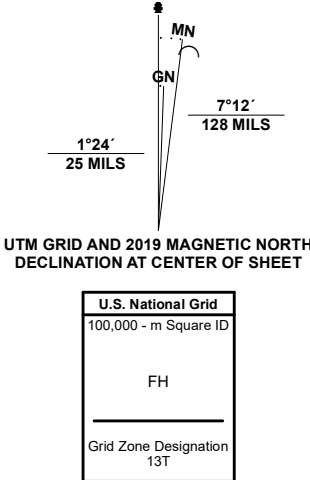 MN
GN
7°12´
128 MILS
1°24´
25 MILS
UTM GRID AND 2019 MAGNETIC NORTH
DECLINATION AT CENTER OF SHEET
U.S. National Grid
100,000 - m Square ID
FH
Grid Zone Designation
13T